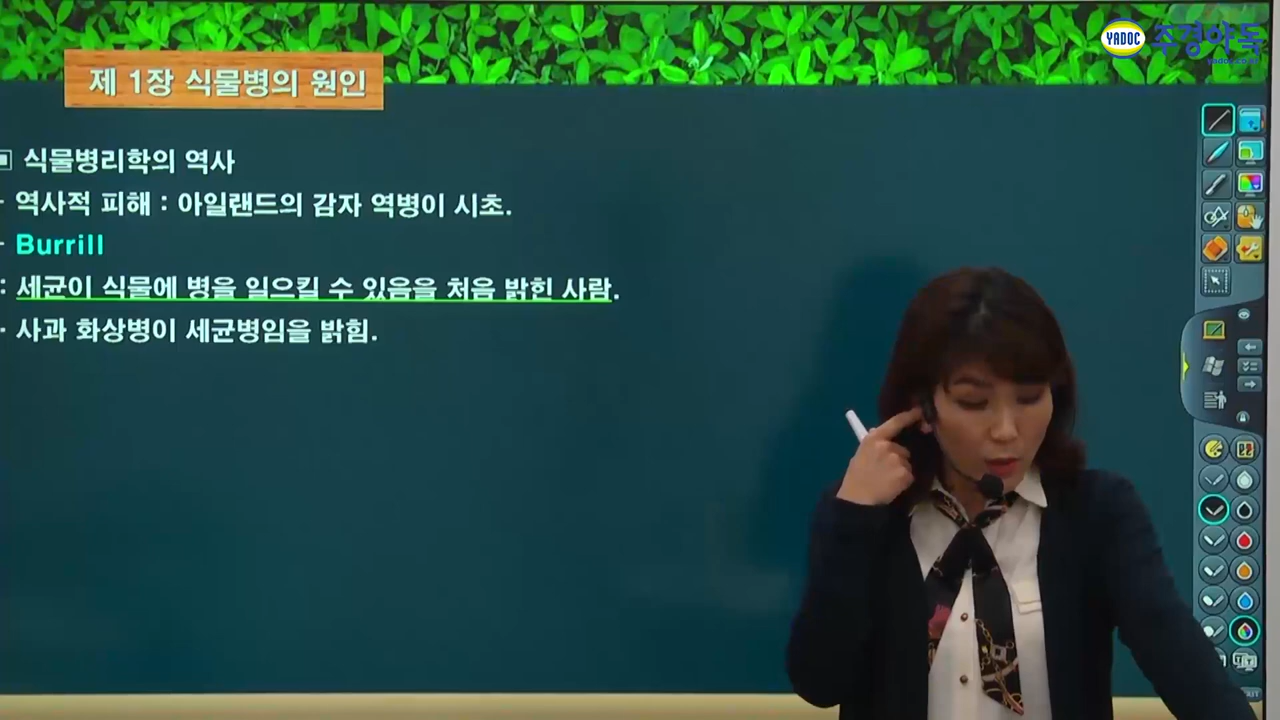 YADOC 주경야독
yadoc.co.kr
제 1장 식물병의 원인
▣ 식물병리학의 역사
- 역사적 피해 : 아일랜드의 감자 역병이 시초.
- Burrill
: 세균이 식물에 병을 일으킬 수 있음을 처음 밝힌 사람.
- 사과 화상병이 세균병임을 밝힘.